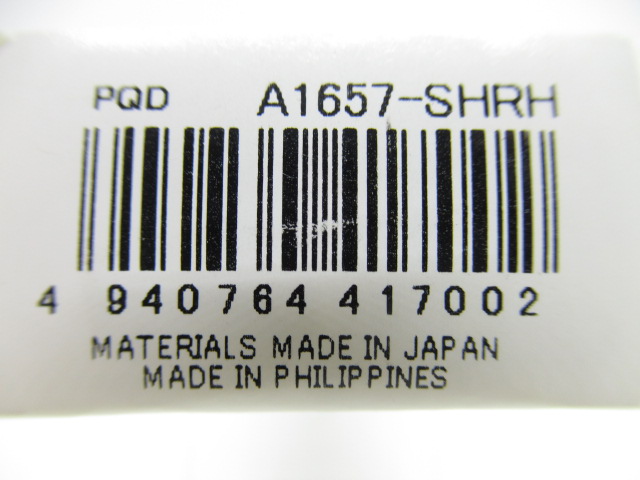 PQD A1657-SHRH
4 940764 417002
MATERIALS MADE IN JAPAN
MADE IN PHILIPPINES